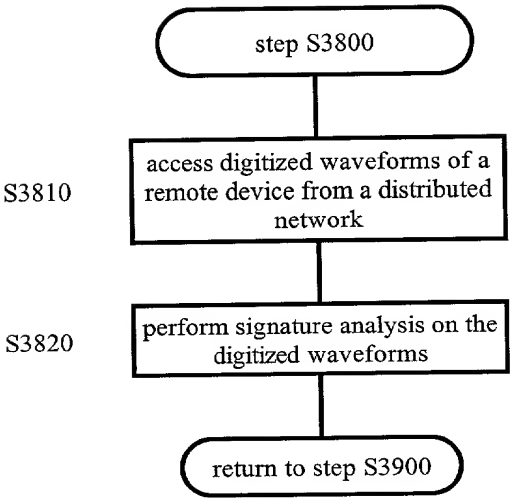 step S3800
S3810
access digitized waveforms of a
remote device from a distributed
network
S3820
perform signature analysis on the
digitized waveforms
return to step S3900